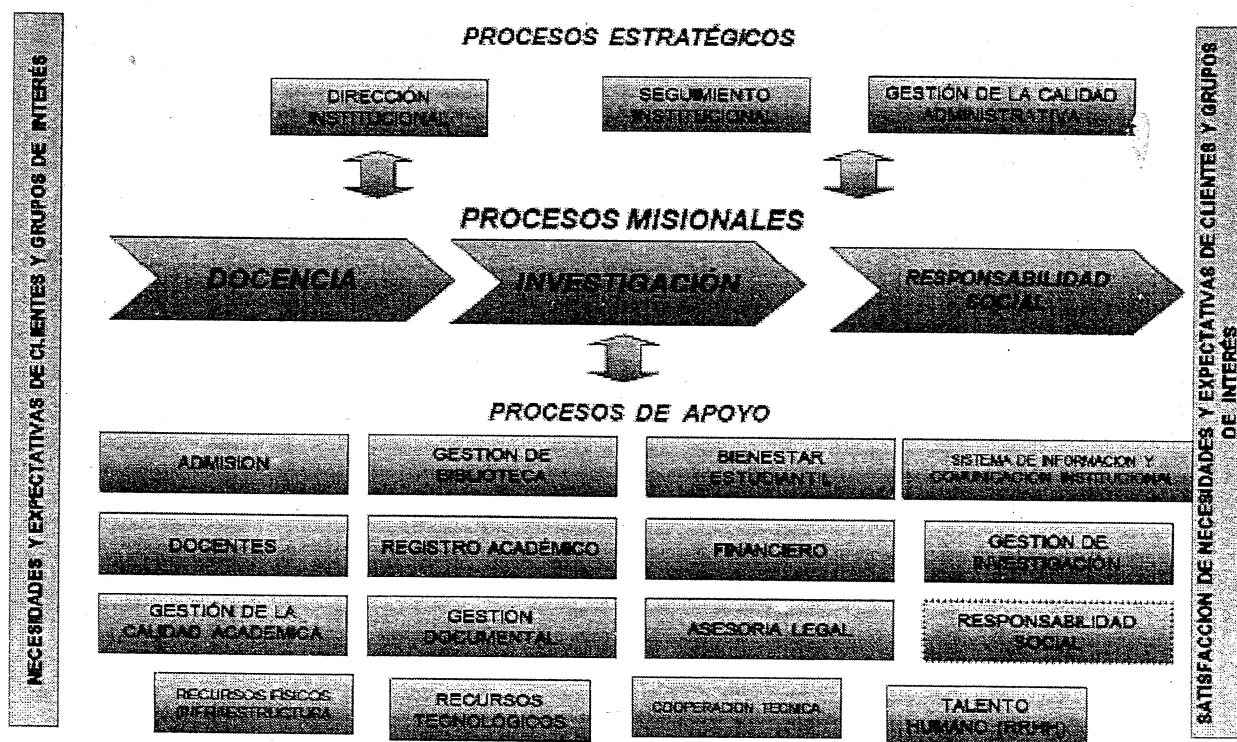 NECESIDADES Y EXPECTATIVAS DE CLIENTES Y GRUPOS DE INTERÉS
PROCESOS ESTRATÉGICOS
DIRECCIÓN
INSTITUCIONAL
SEGUIMIENTO
INSTITUCIONAL
GESTIÓN DE LA CALIDAD
ADMINISTRATIVA
PROCESOS MISIONALES
DOCENCIA
INVESTIGACIÓN
RESPONSABILIDAD
SOCIAL
PROCESOS DE APOYO
ADMISION
GESTION DE
BIBLIOTECA
BIENESTAR
ESTUDIANTIL
SISTEMA DE INFORMACION Y
COMUNICACION INSTITUCIONAL
DOCENTES
REGISTRO ACADÉMICO
FINANCIERO
GESTIÓN DE
INVESTIGACIÓN
GESTIÓN DE LA
CALIDAD ACADEMICA
GESTION
DOCUMENTAL
ASESORIA LEGAL
RESPONSABILIDAD
SOCIAL
RECURSOS FISICOS
(INFRAESTRUCTURA
RECURSOS
TECNOLOGICOS
COOPERACION TECNICA
TALENTO
HUMANO (RRHH)
SATISFACCION DE NECESIDADES Y EXPECTATIVAS DE CLIENTES Y GRUPOS
DE INTERÉS